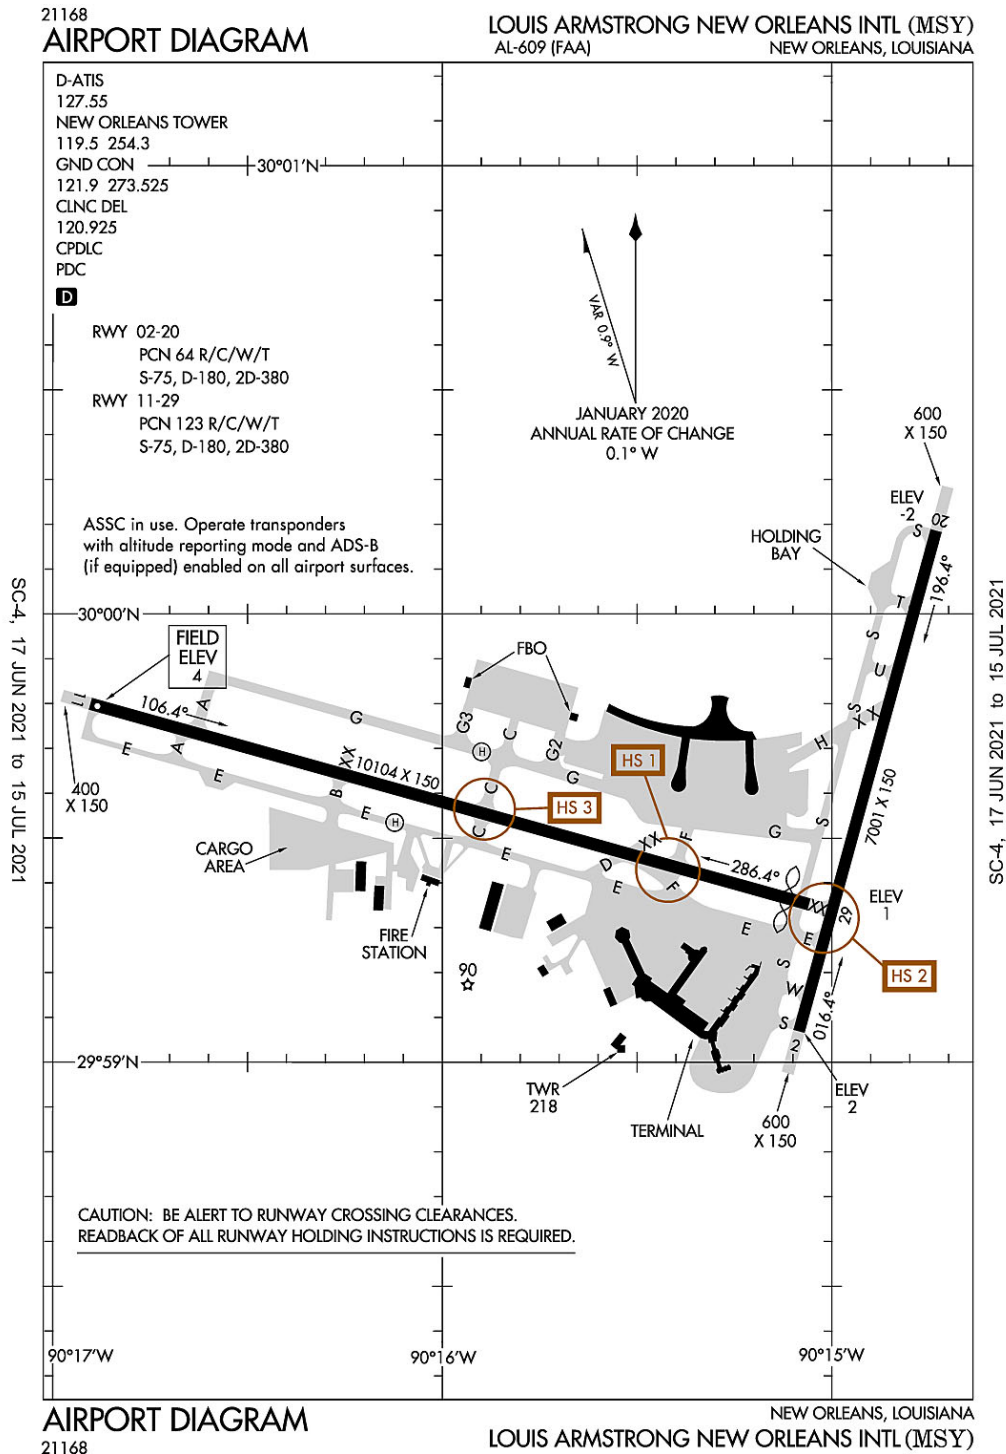 21168
AIRPORT DIAGRAM
LOUIS ARMSTRONG NEW ORLEANS INTL (MSY)
AL-609 (FAA)
NEW ORLEANS, LOUISIANA
D-ATIS
127.55
NEW ORLEANS TOWER
119.5 254.3
GND CON
121.9 273.525
CLNC DEL
120.925
CPDLC
PDC
D
30°01'N
RWY 02-20
PCN 64 R/C/W/T
S-75, D-180, 2D-380
RWY 11-29
PCN 123 R/C/W/T
S-75, D-180, 2D-380
VAR 0.9° W
JANUARY 2020
ANNUAL RATE OF CHANGE
0.1° W
600
X 150
ELEV
-2
20
S
HOLDING
BAY
196.4°
T
ASSC in use. Operate transponders
with altitude reporting mode and ADS-B
(if equipped) enabled on all airport surfaces.
SC-4, 17 JUN 2021 to 15 JUL 2021
SC-4, 17 JUN 2021 to 15 JUL 2021
30°00'N
FIELD
ELEV
4
FBO
S
U
S
XX
H
11
106.4°
A
G
G3
C
G2
G
H
HS 1
E
A
E
XX
10104 X 150
B
E
H
C
C
HS 3
400
X 150
7001 X 150
S
G
F
XX
D
E
F
E
286.4°
CARGO
AREA
FIRE
STATION
XX
29
ELEV
1
E
E
HS 2
S
W
S
016.4°
90
2
29°59'N
TWR
218
TERMINAL
600
X 150
ELEV
2
CAUTION: BE ALERT TO RUNWAY CROSSING CLEARANCES.
READBACK OF ALL RUNWAY HOLDING INSTRUCTIONS IS REQUIRED.
90°17'W
90°16'W
90°15'W
AIRPORT DIAGRAM
21168
NEW ORLEANS, LOUISIANA
LOUIS ARMSTRONG NEW ORLEANS INTL (MSY)